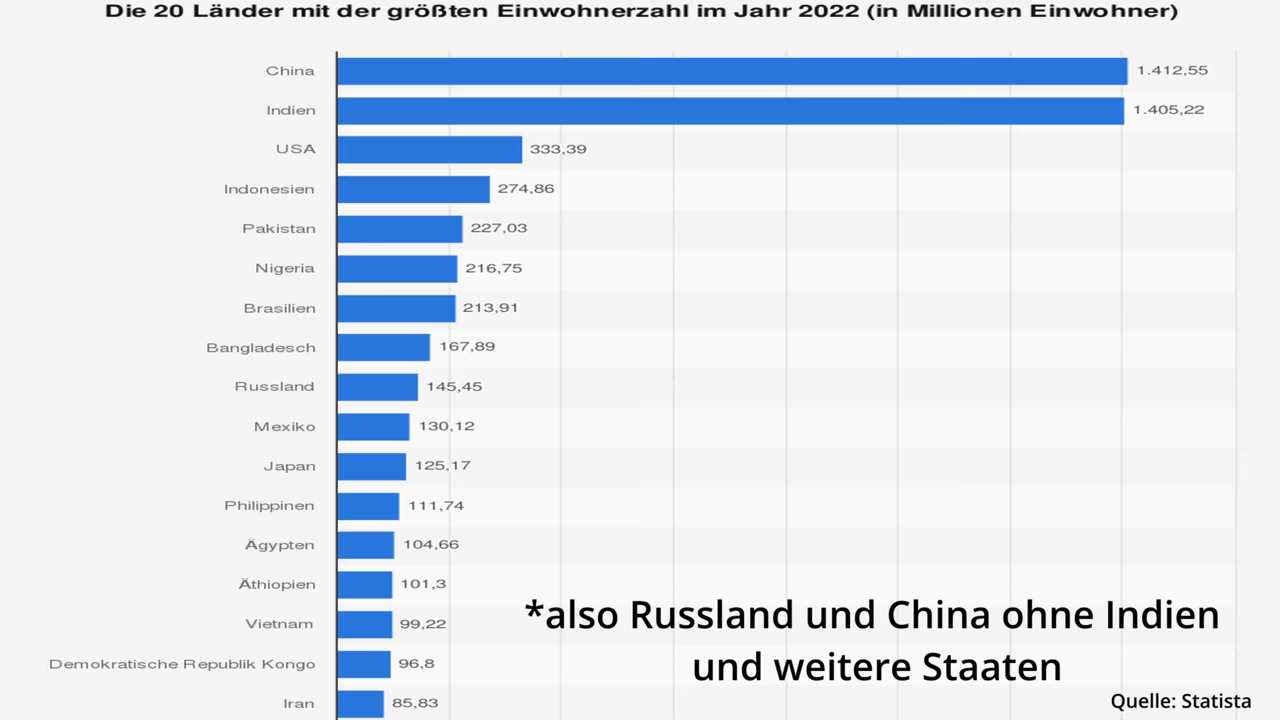 Die 20 Länder mit der größten Einwohnerzahl im Jahr 2022 (in Millionen Einwohner)
China 1.412,55
Indien 1.405,22
USA 333,39
Indonesien 274,86
Pakistan 227,03
Nigeria 216,75
Brasilien 213,91
Bangladesch 167,89
Russland 145,45
Mexiko 130,12
Japan 125,17
Philippinen 111,74
Ägypten 104,66
Äthiopien 101,3
Vietnam 99,22
Demokratische Republik Kongo 96,8
Iran 85,83
*also Russland und China ohne Indien
und weitere Staaten
Quelle: Statista